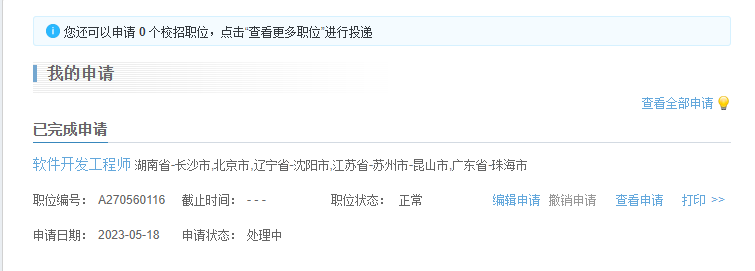 您还可以申请 0 个校招职位，点击“查看更多职位”进行投递
我的申请
查看全部申请
已完成申请
软件开发工程师 湖南省-长沙市,北京市,辽宁省-沈阳市,江苏省-苏州市-昆山市,广东省-珠海市
职位编号： A270560116 截止时间： - - - 职位状态： 正常 编辑申请 撤销申请 查看申请 打印 >>
申请日期： 2023-05-18 申请状态： 处理中